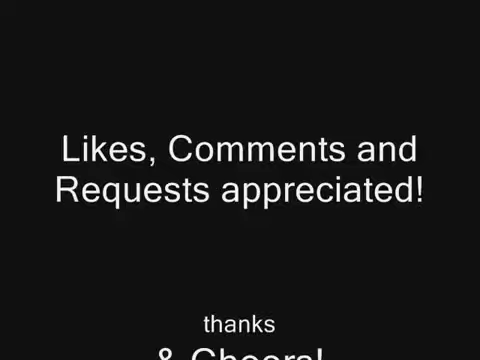 Likes, Comments and
Requests appreciated!
thanks
& Cheers!